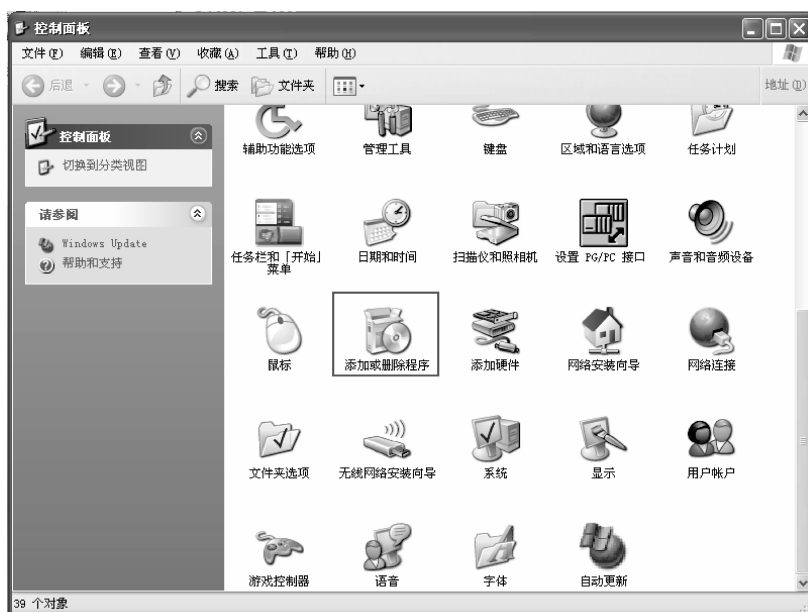 控制面板
文件(F) 编辑(E) 查看(V) 收藏(A) 工具(T) 帮助(H)
后退 搜索 文件夹 地址(D)
控制面板
切换到分类视图
请参阅
Windows Update
帮助和支持
辅助功能选项 管理工具 键盘 区域和语言选项 任务计划
任务栏和「开始」
菜单
日期和时间 扫描仪和照相机 设置 PG/PC 接口 声音和音频设备
鼠标 添加或删除程序 添加硬件 网络安装向导 网络连接
文件夹选项 无线网络安装向导 系统 显示 用户帐户
游戏控制器 语音 字体 自动更新
39 个对象